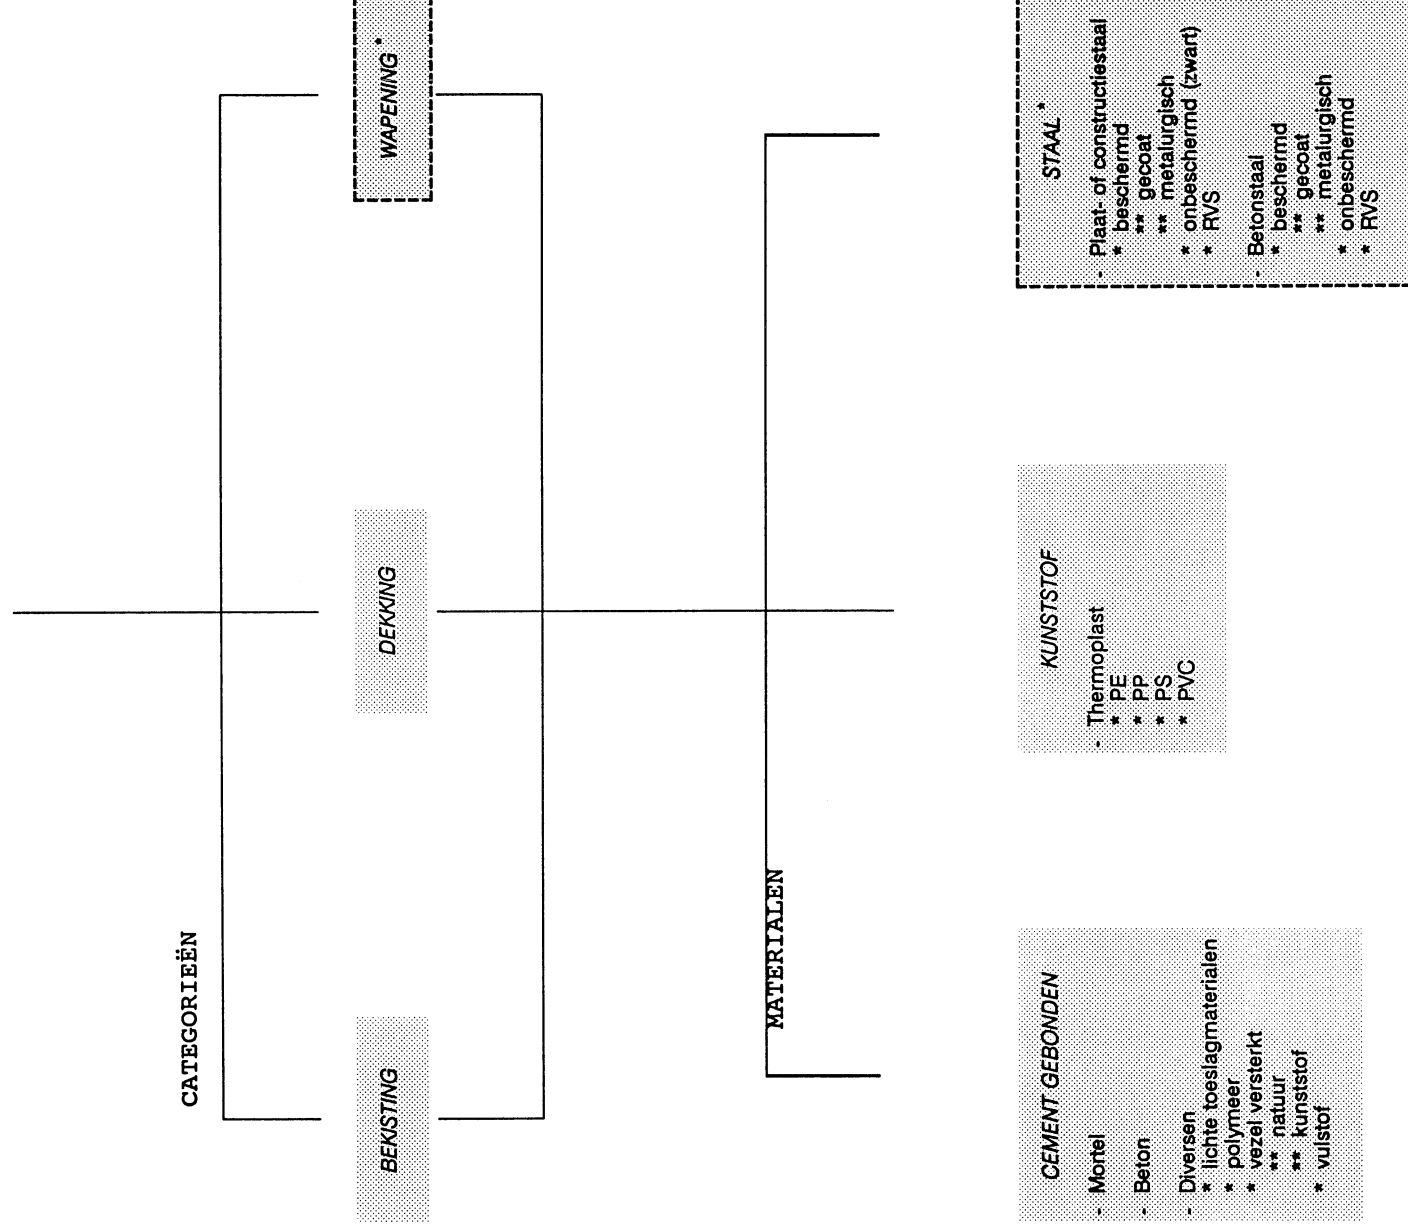 CATEGORIEËN
BEKISTING
DEKKING
WAPENING *
MATERIALEN
CEMENT GEBONDEN
- Mortel
- Beton
- Diversen
* lichte toeslagmaterialen
* polymeer
* vezel versterkt
** natuur
** kunststof
* vulstof
KUNSTSTOF
- Thermoplast
* PE
* PP
* PS
* PVC
STAAL *
- Plaat- of constructiestaal
* beschermd
** gecoat
** metalurgisch
* onbeschermd (zwart)
* RVS
- Betonstaal
* beschermd
** gecoat
** metalurgisch
* onbeschermd
* RVS